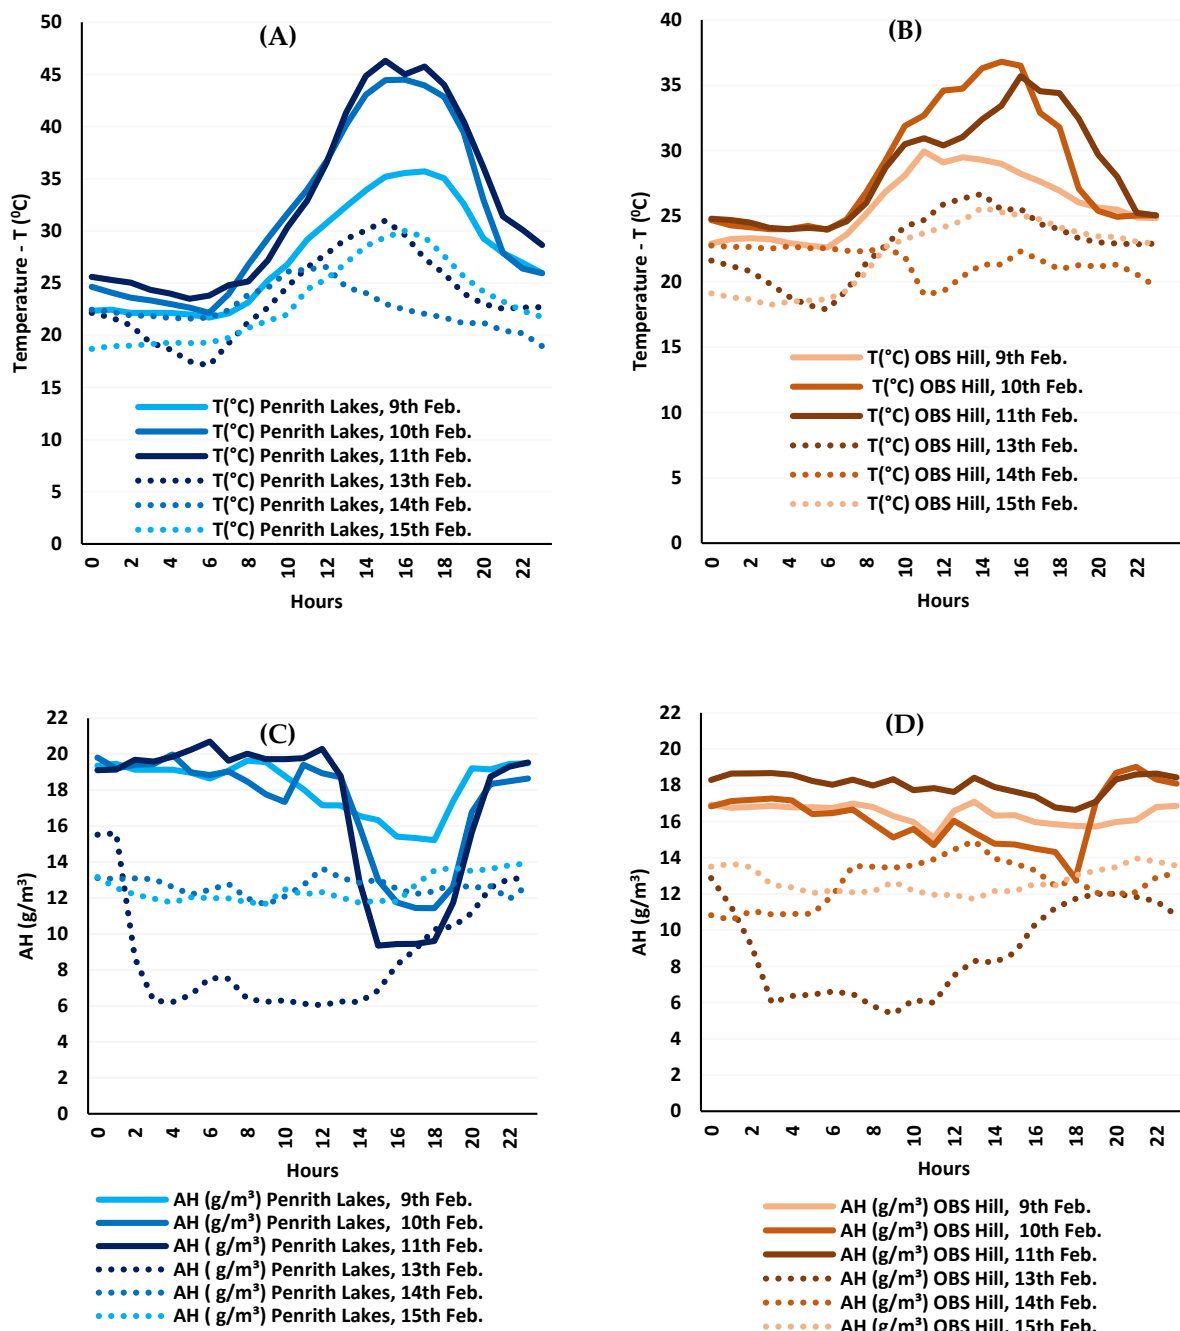 (A)
50
45
40
35
30
25
20
15
10
5
0
Temperature - T (⁰C)
T(°C) Penrith Lakes, 9th Feb.
T(°C) Penrith Lakes, 10th Feb.
T(°C) Penrith Lakes, 11th Feb.
T(°C) Penrith Lakes, 13th Feb.
T(°C) Penrith Lakes, 14th Feb.
T(°C) Penrith Lakes, 15th Feb.
0 2 4 6 8 10 12 14 16 18 20 22
Hours
(B)
40
35
30
25
20
15
10
5
0
Temperature - T (⁰C)
T(°C) OBS Hill, 9th Feb.
T(°C) OBS Hill, 10th Feb.
T(°C) OBS Hill, 11th Feb.
T(°C) OBS Hill, 13th Feb.
T(°C) OBS Hill, 14th Feb.
T(°C) OBS Hill, 15th Feb.
0 2 4 6 8 10 12 14 16 18 20 22
Hours
(C)
22
20
18
16
14
12
10
8
6
4
2
0
AH (g/m³)
0 2 4 6 8 10 12 14 16 18 20 22
Hours
AH (g/m³) Penrith Lakes, 9th Feb.
AH (g/m³) Penrith Lakes, 10th Feb.
AH ( g/m³) Penrith Lakes, 11th Feb.
AH ( g/m³) Penrith Lakes, 13th Feb.
AH ( g/m³) Penrith Lakes, 14th Feb.
AH ( g/m³) Penrith Lakes, 15th Feb.
(D)
22
20
18
16
14
12
10
8
6
4
2
0
AH (g/m³)
0 2 4 6 8 10 12 14 16 18 20 22
Hours
AH (g/m³) OBS Hill, 9th Feb.
AH (g/m³) OBS Hill, 10th Feb.
AH (g/m³) OBS Hill, 11th Feb.
AH (g/m³) OBS Hill, 13th Feb.
AH (g/m³) OBS Hill, 14th Feb.
AH (g/m³) OBS Hill, 15th Feb.